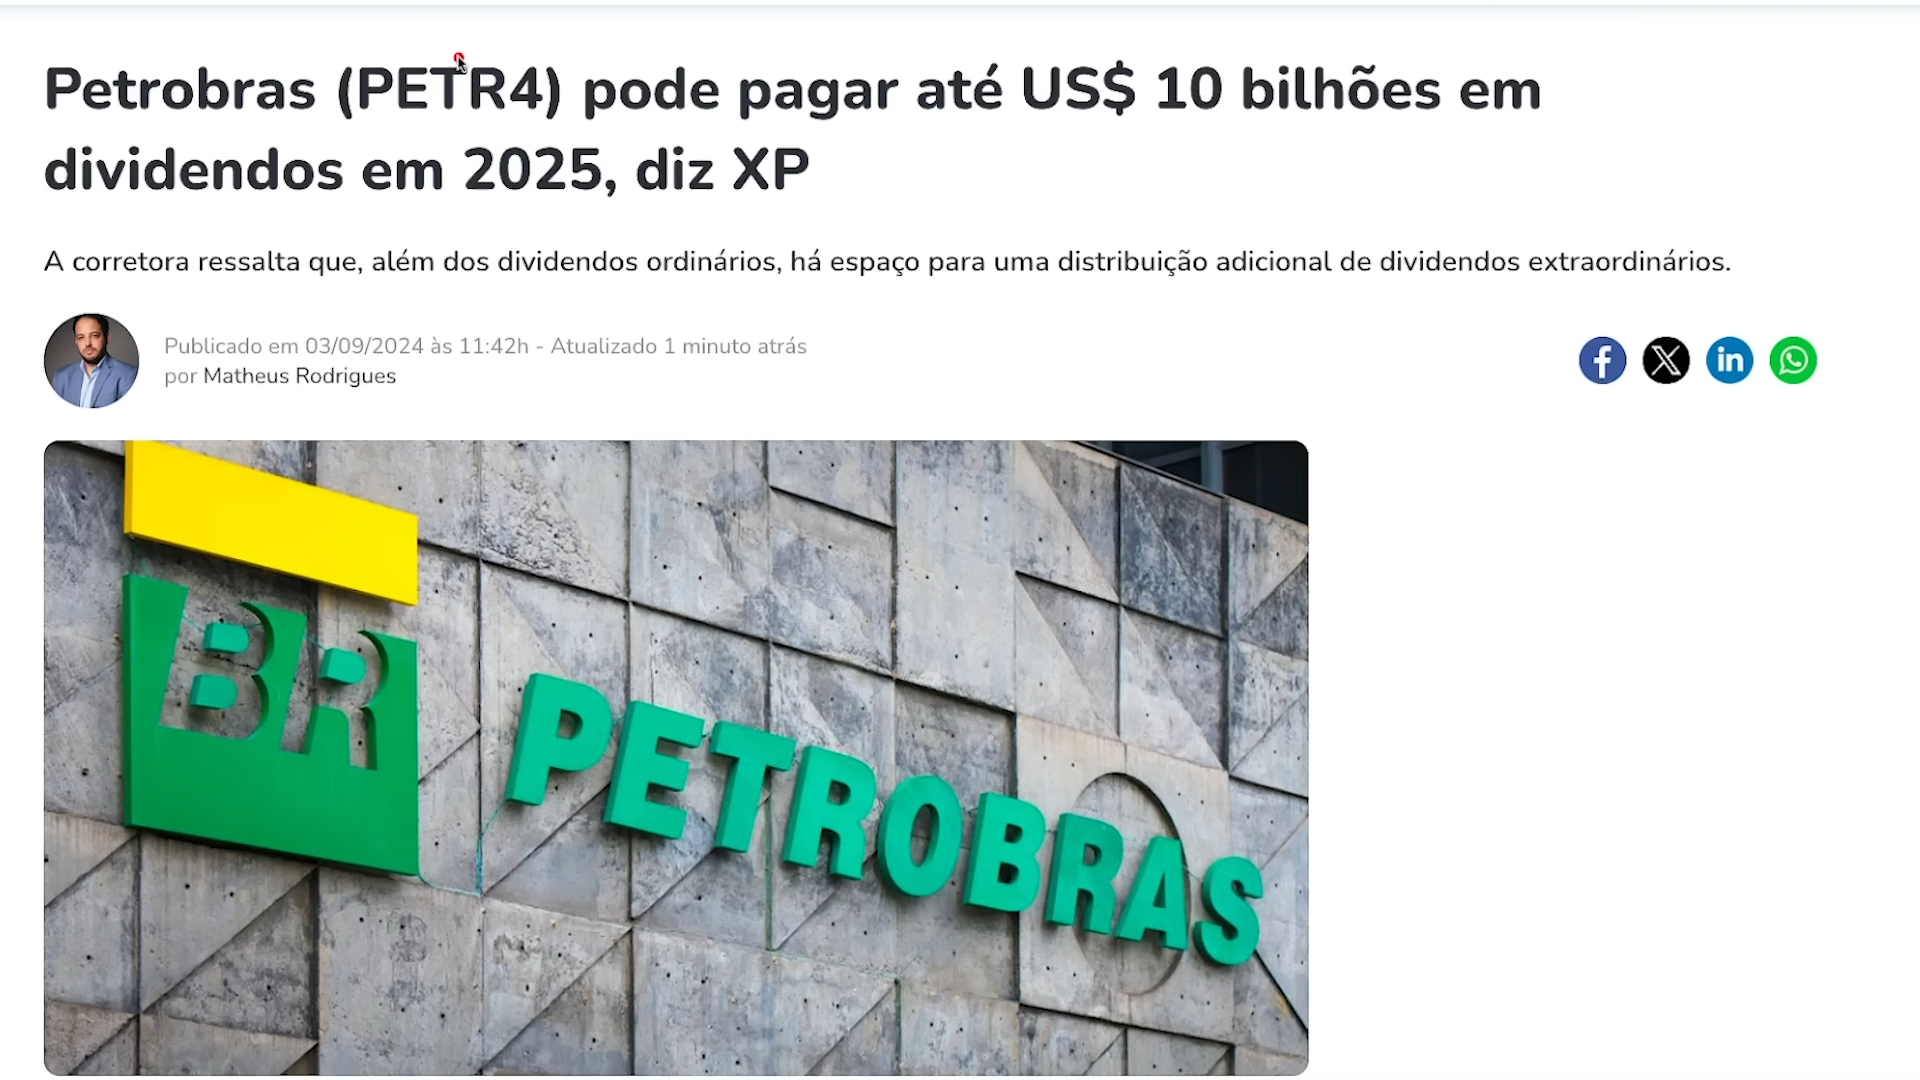 Petrobras (PETR4) pode pagar até US$ 10 bilhões em
dividendos em 2025, diz XP
A corretora ressalta que, além dos dividendos ordinários, há espaço para uma distribuição adicional de dividendos extraordinários.
Publicado em 03/09/2024 às 11:42h - Atualizado 1 minuto atrás
por Matheus Rodrigues
BR
PETROBRAS